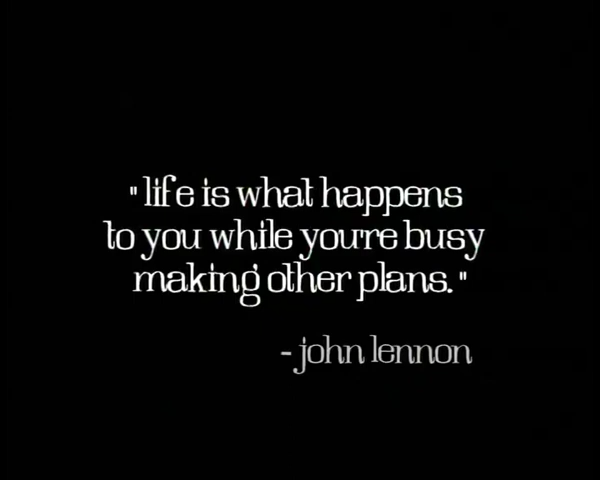 " life is what happens
to you while you're busy
making other plans. "
- john lennon